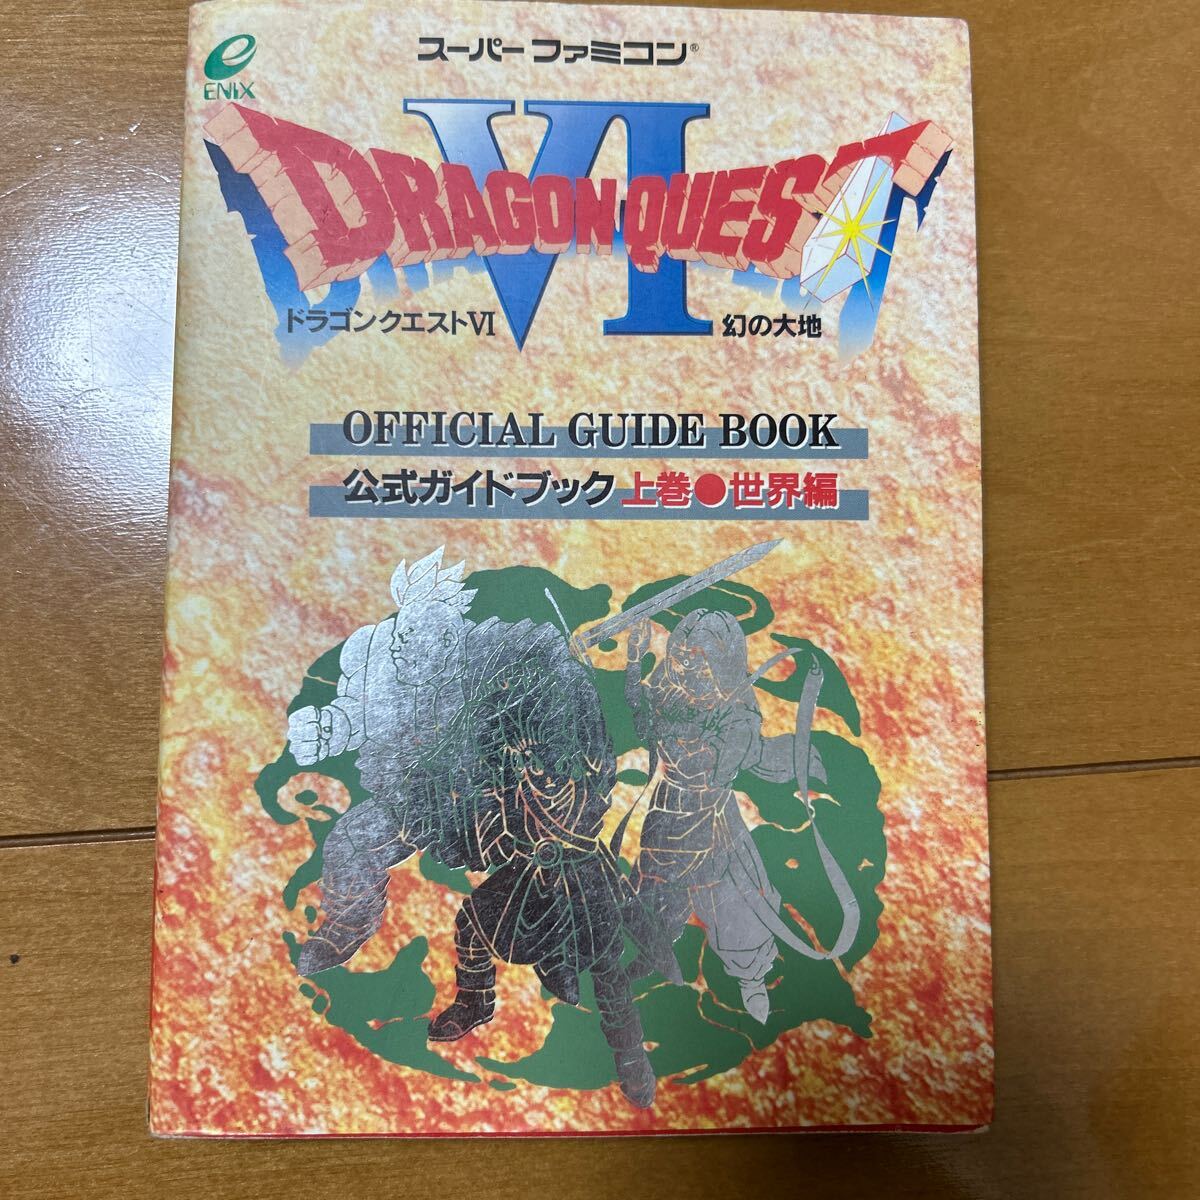 e
ENIX
スーパーファミコン®
VI
DRAGON QUEST
ドラゴンクエストVI
幻の大地
OFFICIAL GUIDE BOOK
公式ガイドブック 上巻●世界編